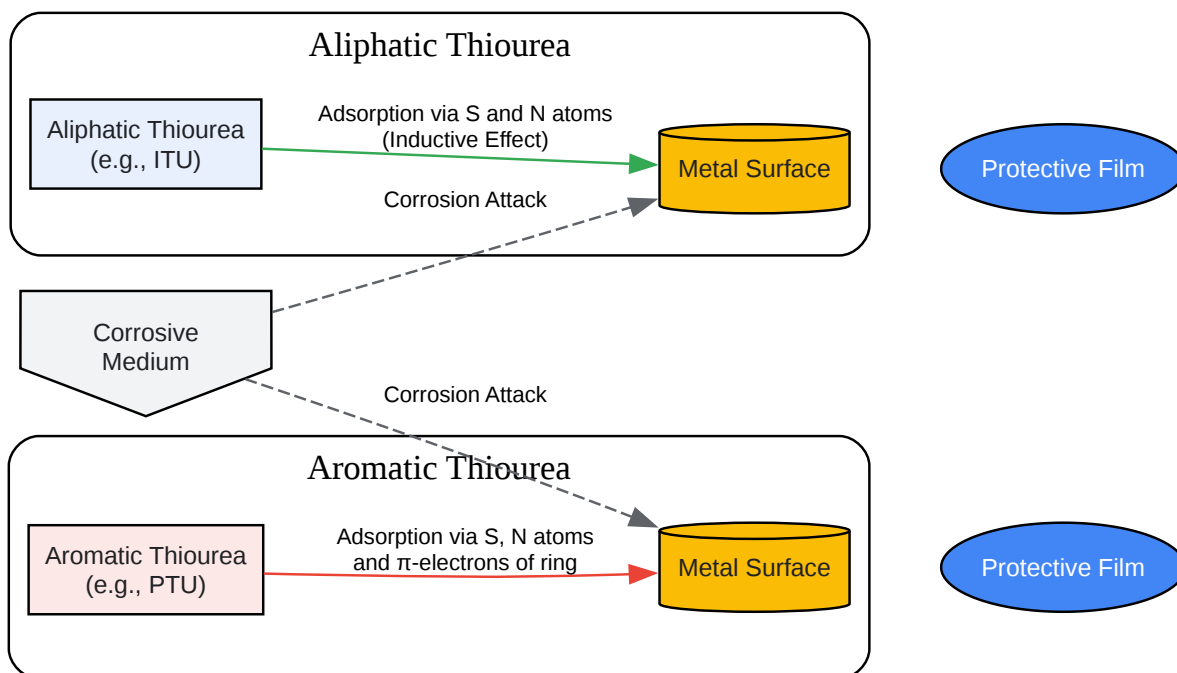 Aliphatic Thiourea
Aliphatic Thiourea
(e.g., ITU)
Adsorption via S and N atoms
(Inductive Effect)
Metal Surface
Protective Film
Corrosion Attack
Corrosive
Medium
Corrosion Attack
Aromatic Thiourea
Aromatic Thiourea
(e.g., PTU)
Adsorption via S, N atoms
and π-electrons of ring
Metal Surface
Protective Film